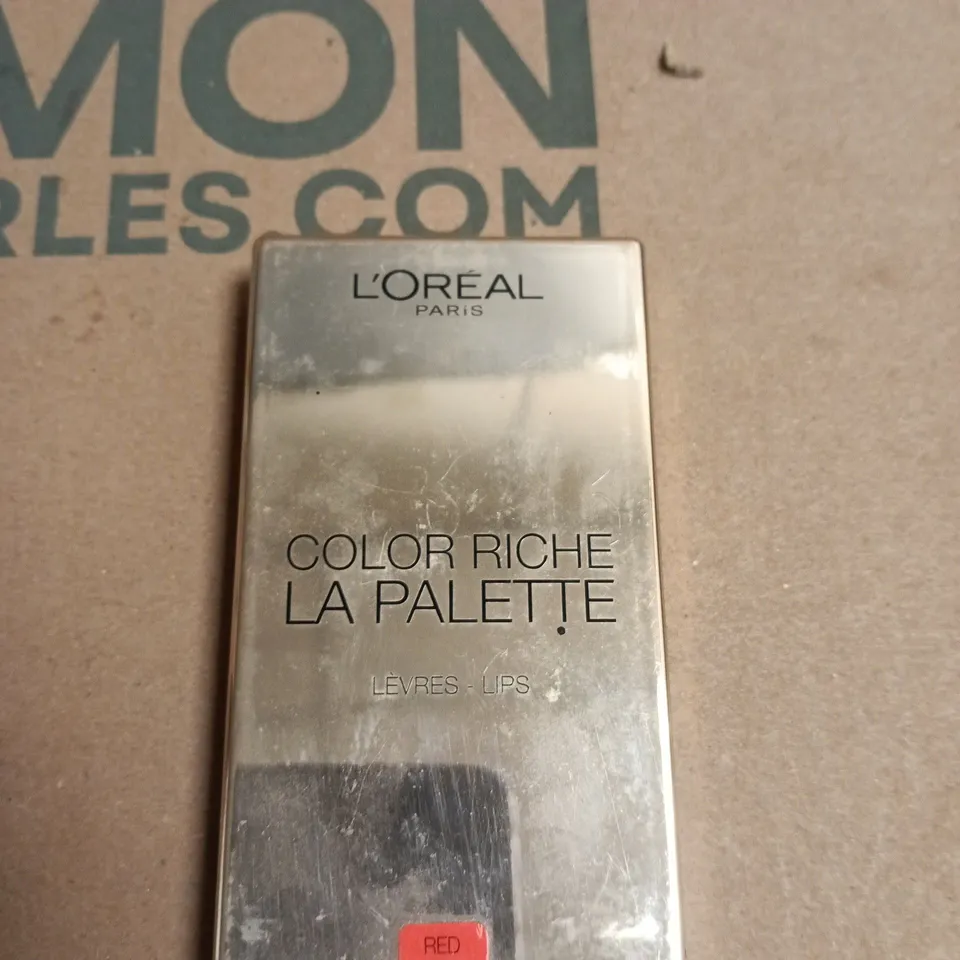 MON
RLES.COM
L'ORÉAL
PARiS
COLOR RICHE
LA PALETTE
LÈVRES - LIPS
RED